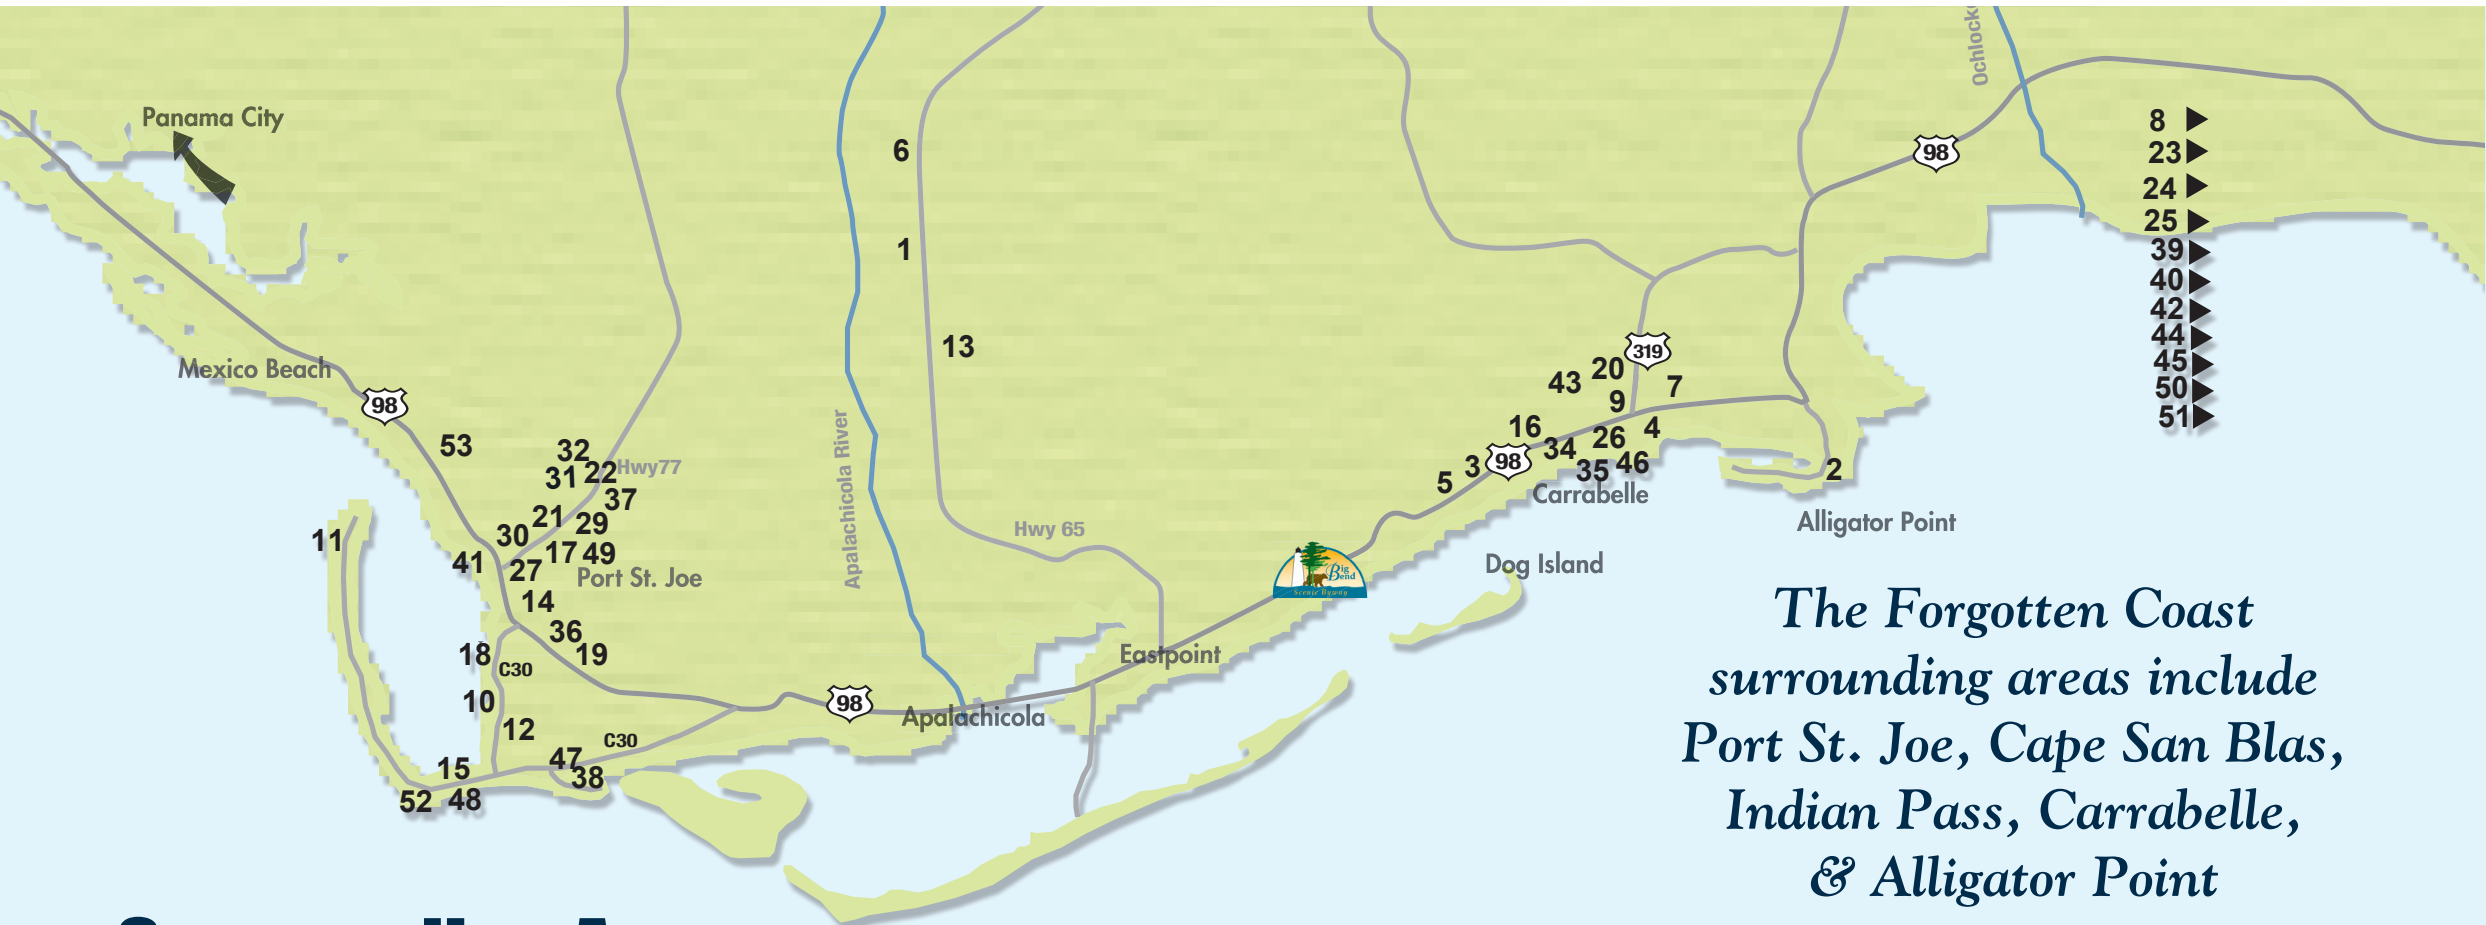 Ochlock
Panama City
98
8
23
24
25
39
40
42
44
45
50
51
6
1
13
Mexico Beach
98
319
20
43
7
9
16
4
26
34
98
3
5
35
46
2
Carrabelle
Alligator Point
53
32
31
22
Hwy77
37
21
29
30
17
49
41
27
Port St. Joe
14
36
19
18
C30
10
12
C30
47
38
15
52
48
11
Apalachicola River
Hwy 65
Big
Bend
Scenic Byway
Dog Island
Eastpoint
98
Apalachicola
The Forgotten Coast
surrounding areas include
Port St. Joe, Cape San Blas,
Indian Pass, Carrabelle,
& Alligator Point